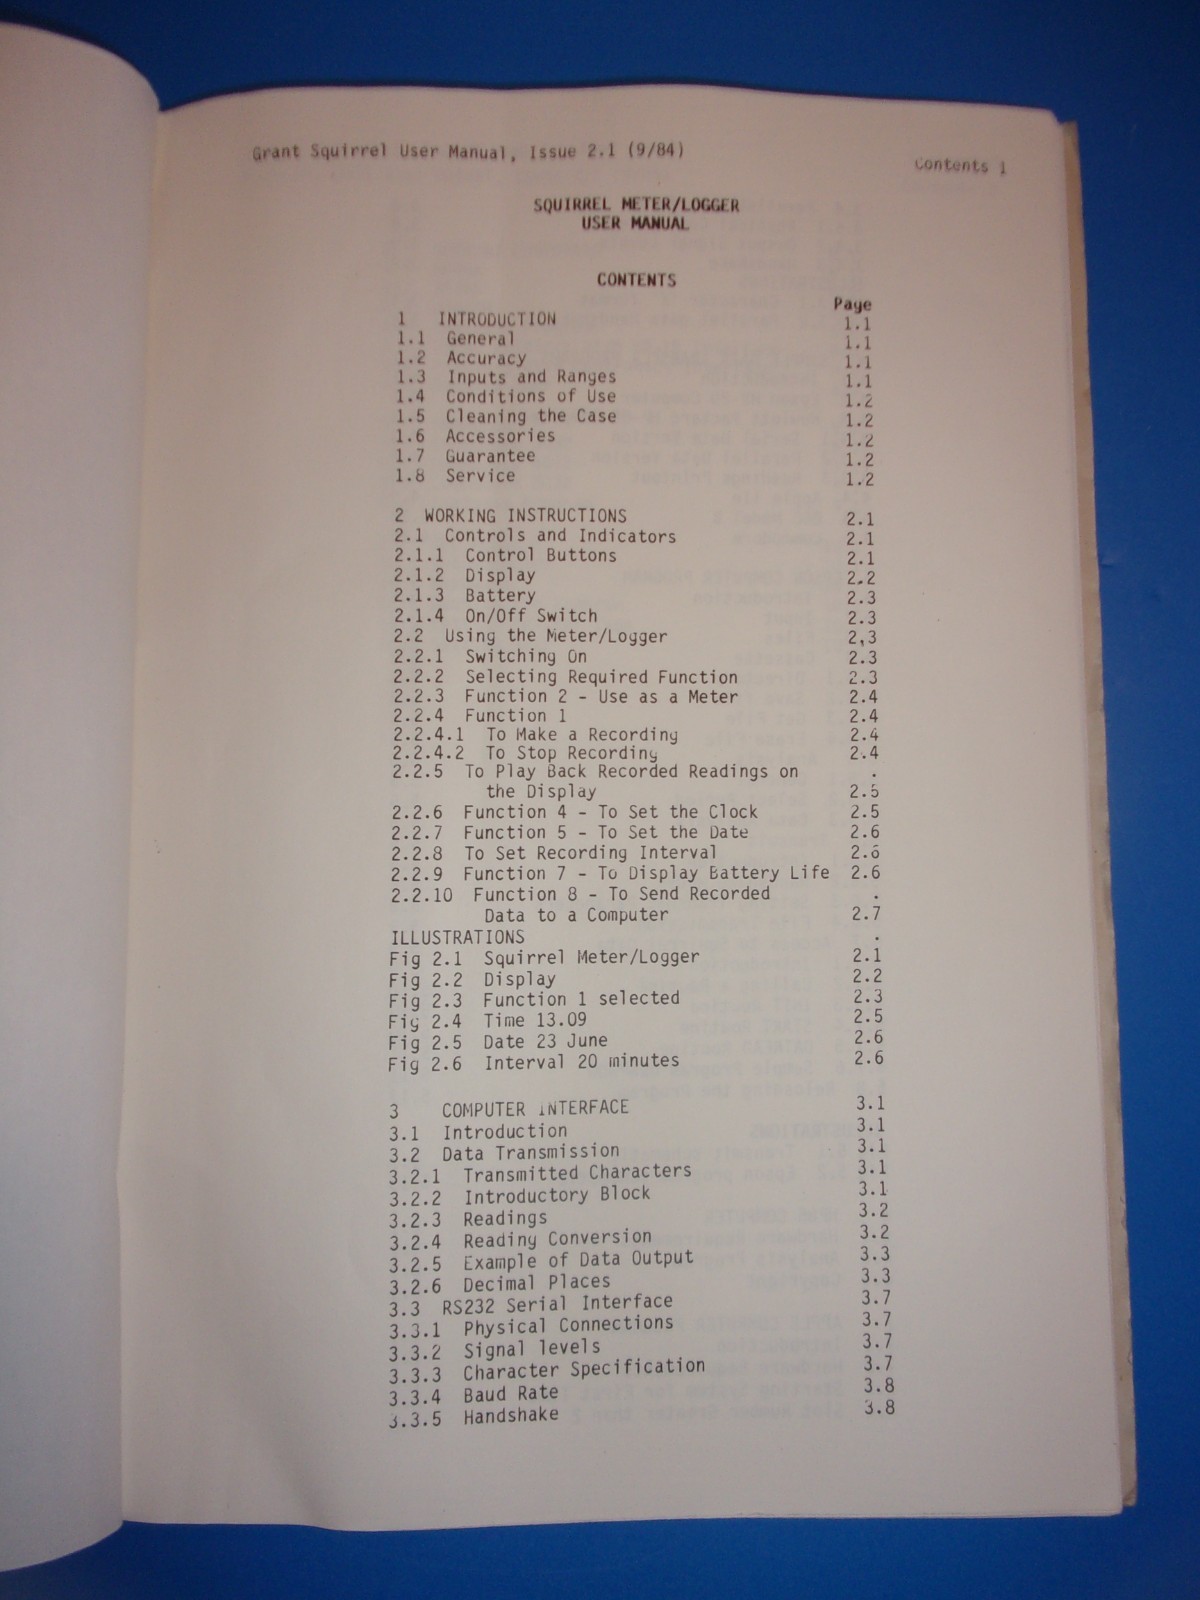 Grant Squirrel User Manual, Issue 2.1 (9/84)
Contents 1
SQUIRREL METER/LOGGER
USER MANUAL
CONTENTS
Page
1 INTRODUCTION 1.1
1.1 General 1.1
1.2 Accuracy 1.1
1.3 Inputs and Ranges 1.1
1.4 Conditions of Use 1.2
1.5 Cleaning the Case 1.2
1.6 Accessories 1.2
1.7 Guarantee 1.2
1.8 Service 1.2
2 WORKING INSTRUCTIONS 2.1
2.1 Controls and Indicators 2.1
2.1.1 Control Buttons 2.1
2.1.2 Display 2.2
2.1.3 Battery 2.3
2.1.4 On/Off Switch 2.3
2.2 Using the Meter/Logger 2,3
2.2.1 Switching On 2.3
2.2.2 Selecting Required Function 2.3
2.2.3 Function 2 - Use as a Meter 2.4
2.2.4 Function 1 2.4
2.2.4.1 To Make a Recording 2.4
2.2.4.2 To Stop Recording 2.4
2.2.5 To Play Back Recorded Readings on .
the Display 2.5
2.2.6 Function 4 - To Set the Clock 2.5
2.2.7 Function 5 - To Set the Date 2.6
2.2.8 To Set Recording Interval 2.6
2.2.9 Function 7 - To Display Battery Life 2.6
2.2.10 Function 8 - To Send Recorded .
Data to a Computer 2.7
ILLUSTRATIONS .
Fig 2.1 Squirrel Meter/Logger 2.1
Fig 2.2 Display 2.2
Fig 2.3 Function 1 selected 2.3
Fig 2.4 Time 13.09 2.5
Fig 2.5 Date 23 June 2.6
Fig 2.6 Interval 20 minutes 2.6
3 COMPUTER INTERFACE 3.1
3.1 Introduction 3.1
3.2 Data Transmission 3.1
3.2.1 Transmitted Characters 3.1
3.2.2 Introductory Block 3.1
3.2.3 Readings 3.2
3.2.4 Reading Conversion 3.2
3.2.5 Example of Data Output 3.3
3.2.6 Decimal Places 3.3
3.3 RS232 Serial Interface 3.7
3.3.1 Physical Connections 3.7
3.3.2 Signal levels 3.7
3.3.3 Character Specification 3.7
3.3.4 Baud Rate 3.8
3.3.5 Handshake 3.8